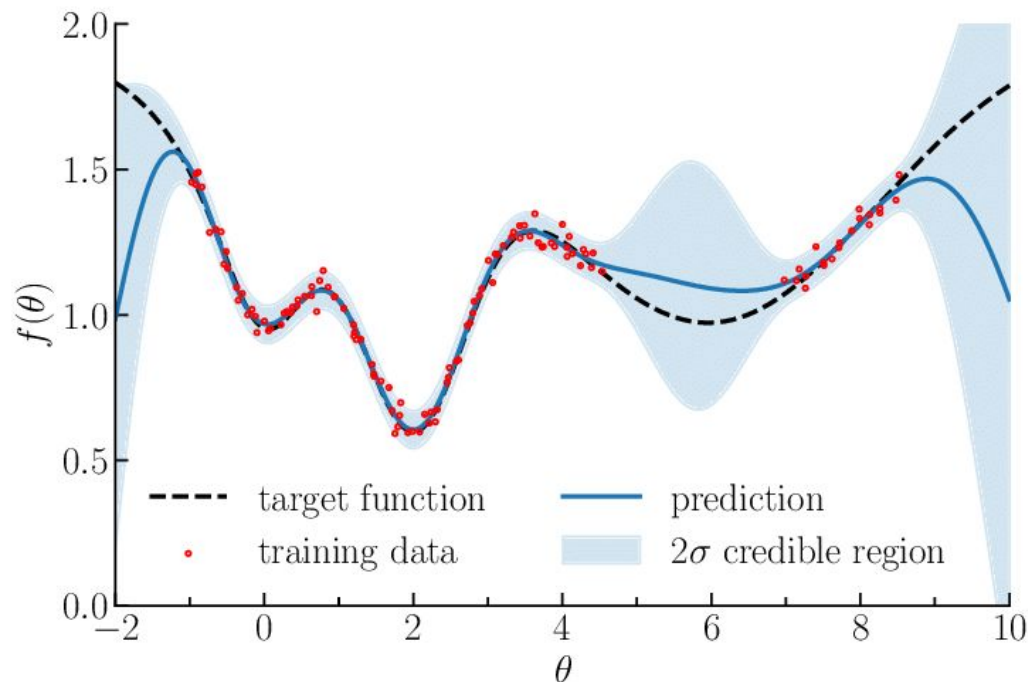 2.0
1.5
1.0
0.5
0.0
f(θ)
target function
prediction
training data
2σ credible region
−2
0
2
4
6
8
10
θ